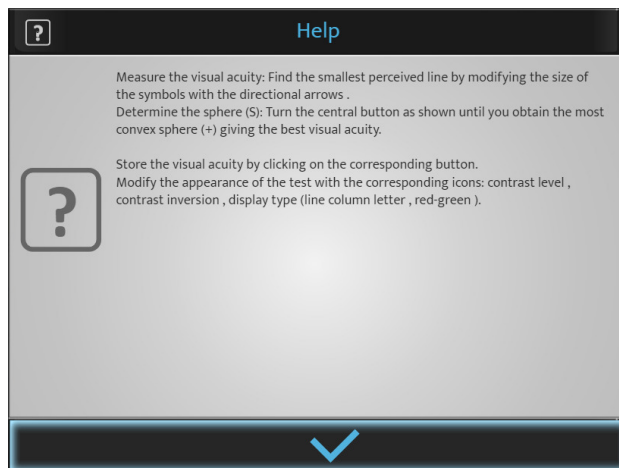 ?
Help
Measure the visual acuity: Find the smallest perceived line by modifying the size of
the symbols with the directional arrows .
Determine the sphere (S): Turn the central button as shown until you obtain the most
convex sphere (+) giving the best visual acuity.
Store the visual acuity by clicking on the corresponding button.
Modify the appearance of the test with the corresponding icons: contrast level ,
contrast inversion , display type (line column letter , red-green ).
?